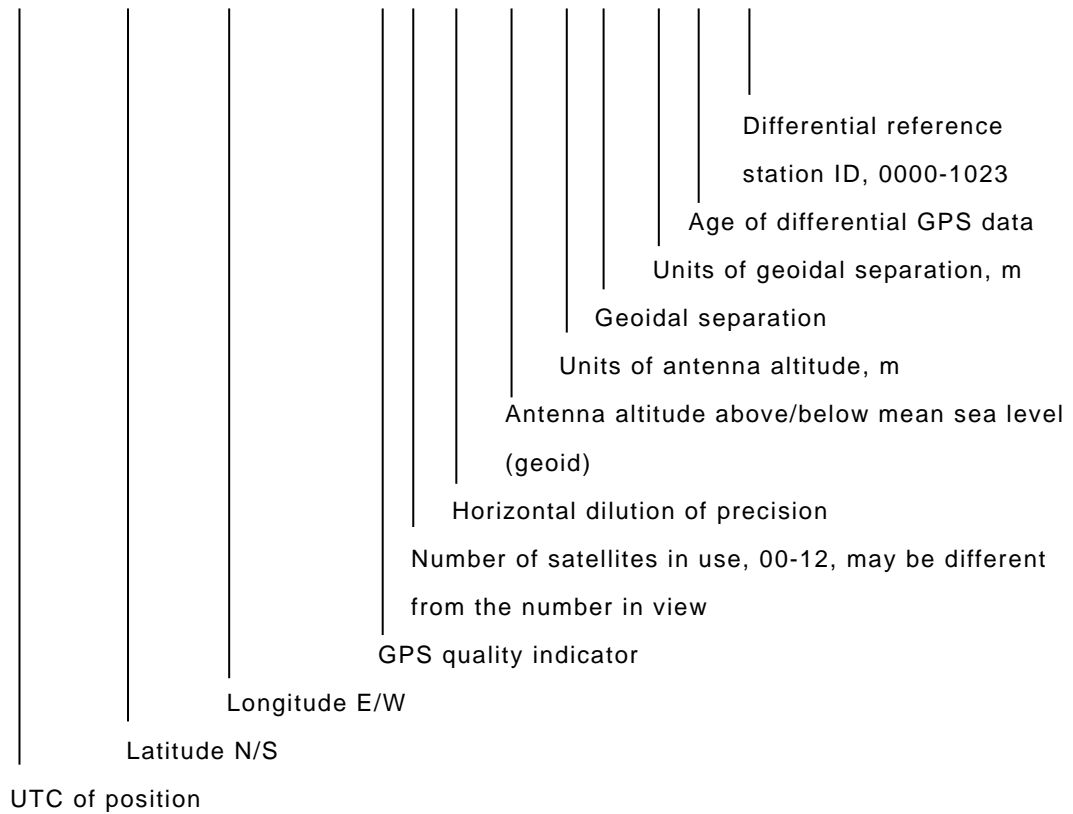 Differential reference
station ID, 0000-1023
Age of differential GPS data
Units of geoidal separation, m
Geoidal separation
Units of antenna altitude, m
Antenna altitude above/below mean sea level
(geoid)
Horizontal dilution of precision
Number of satellites in use, 00-12, may be different
from the number in view
GPS quality indicator
Longitude E/W
Latitude N/S
UTC of position